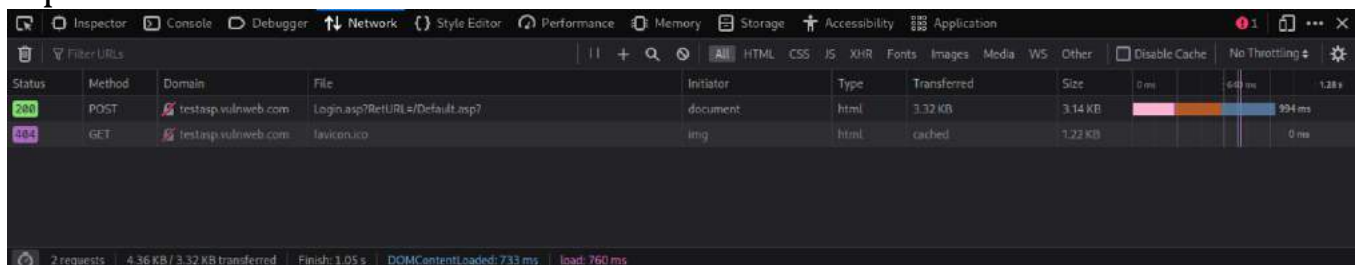 Inspector Console Debugger Network {} Style Editor Performance Memory Storage Accessibility Application 1
Filter URLs All HTML CSS JS XHR Fonts Images Media WS Other Disable Cache No Throttling
Status Method Domain File Initiator Type Transferred Size 0 ms 640 ms 1.28 s
200 POST testasp.vulnweb.com Login.asp?RetURL=/Default.asp? document html 3.32 KB 3.14 KB 994 ms
404 GET testasp.vulnweb.com favicon.ico img html cached 1.22 KB 0 ms
2 requests 4.36 KB / 3.32 KB transferred Finish: 1.05 s DOMContentLoaded: 733 ms load: 760 ms